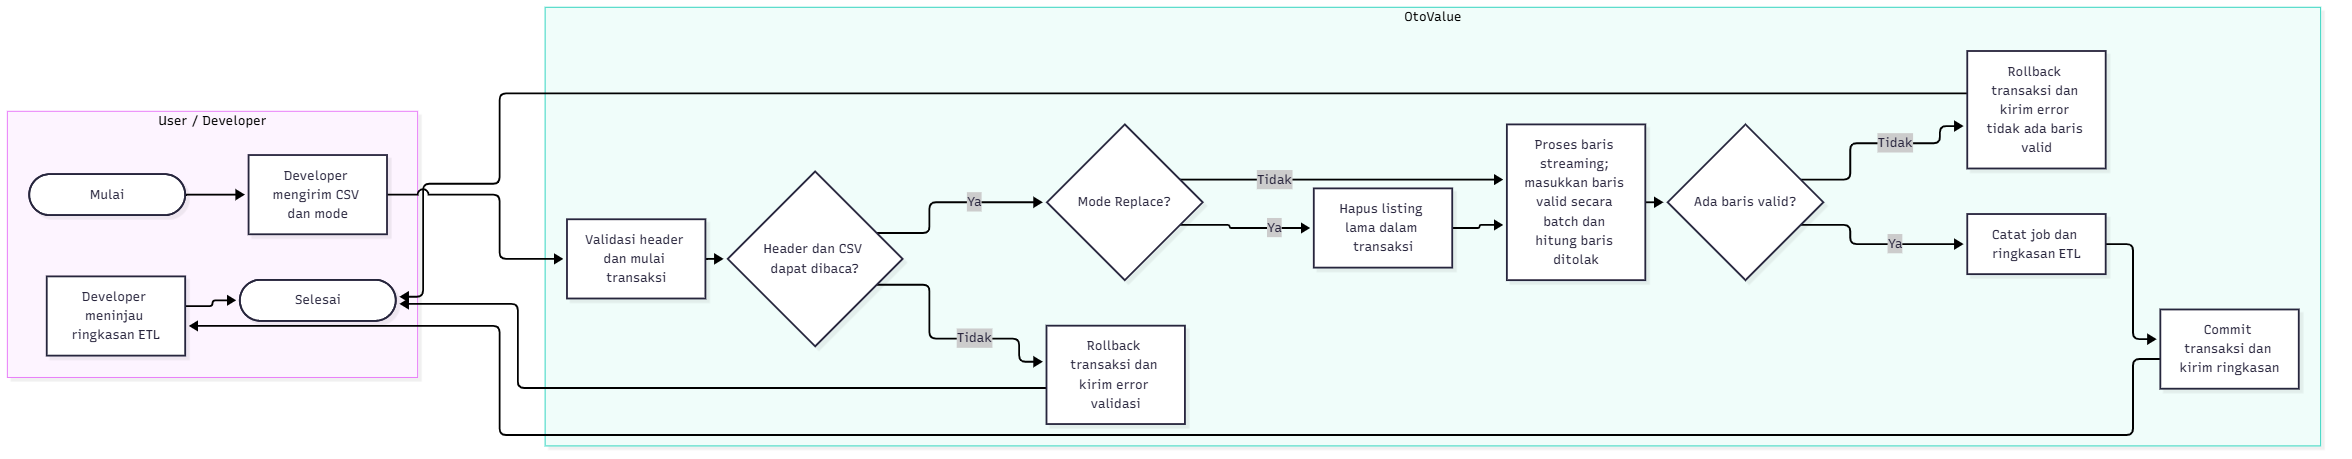 OtoValue
User / Developer
Mulai
Developer
mengirim CSV
dan mode
Developer
meninjau
ringkasan ETL
Selesai
Validasi header
dan mulai
transaksi
Header dan CSV
dapat dibaca?
Ya
Tidak
Rollback
transaksi dan
kirim error
validasi
Mode Replace?
Tidak
Ya
Hapus listing
lama dalam
transaksi
Proses baris
streaming;
masukkan baris
valid secara
batch dan
hitung baris
ditolak
Ada baris valid?
Tidak
Ya
Rollback
transaksi dan
kirim error
tidak ada baris
valid
Catat job dan
ringkasan ETL
Commit
transaksi dan
kirim ringkasan